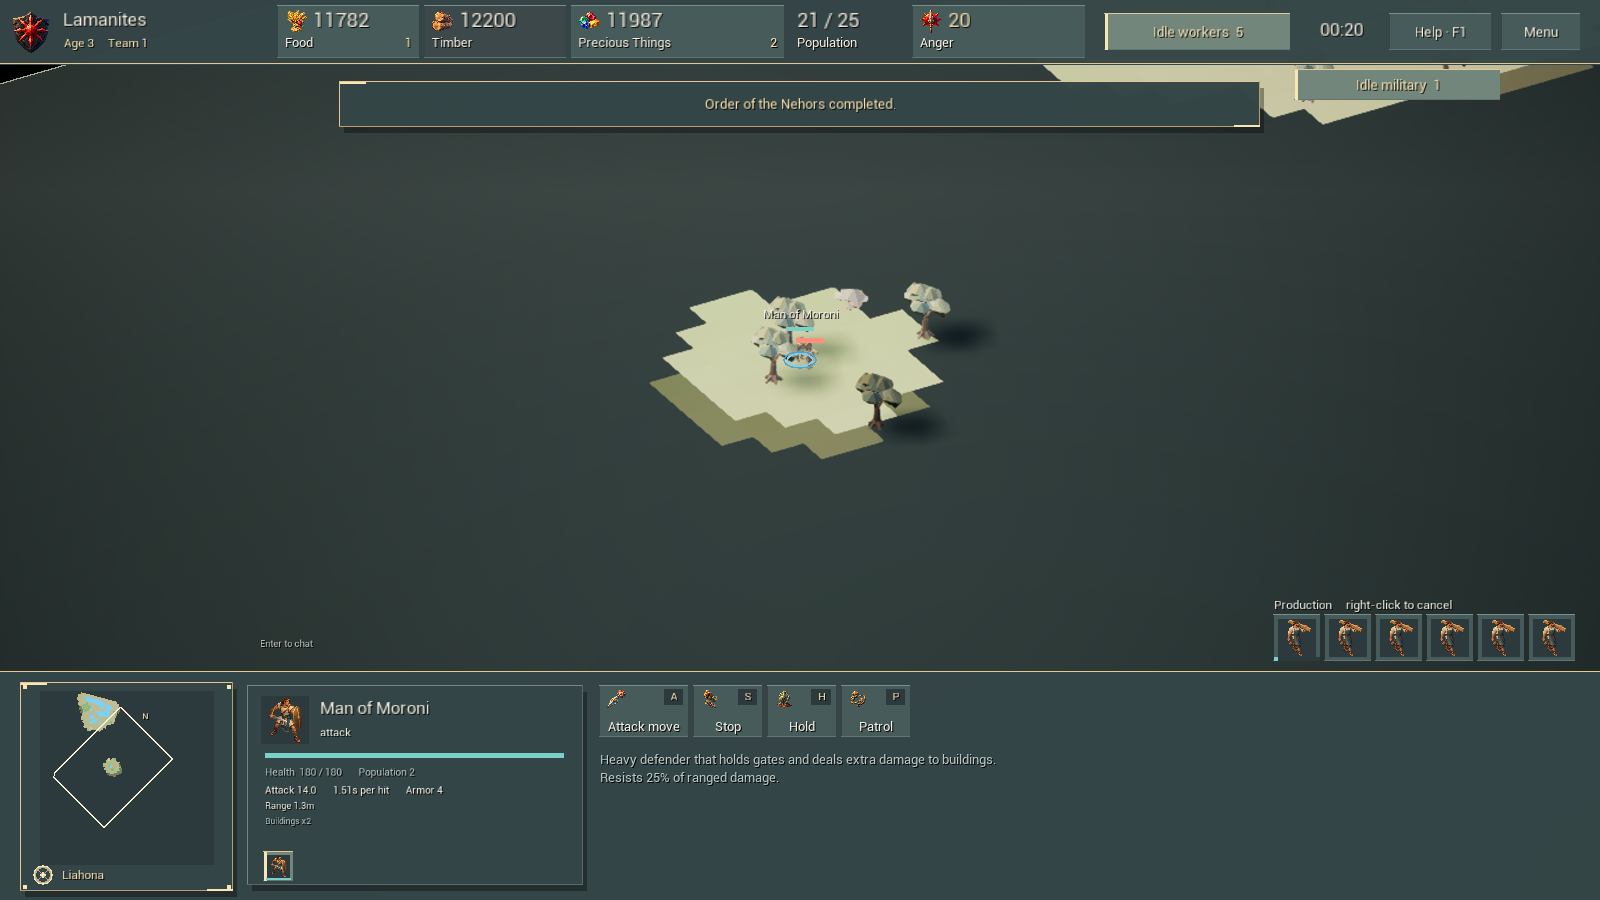 Lamanites
Age 3 Team 1
11782
Food 1
12200
Timber
11987
Precious Things 2
21 / 25
Population
20
Anger
Idle workers 5
00:20
Help · F1
Menu
Idle military 1
Order of the Nehors completed.
Man of Moroni
Production right-click to cancel
Enter to chat
N
Liahona
Man of Moroni
attack
Health 180 / 180 Population 2
Attack 14.0 1.51s per hit Armor 4
Range 1.3m
Buildings x2
A
Attack move
S
Stop
H
Hold
P
Patrol
Heavy defender that holds gates and deals extra damage to buildings.
Resists 25% of ranged damage.